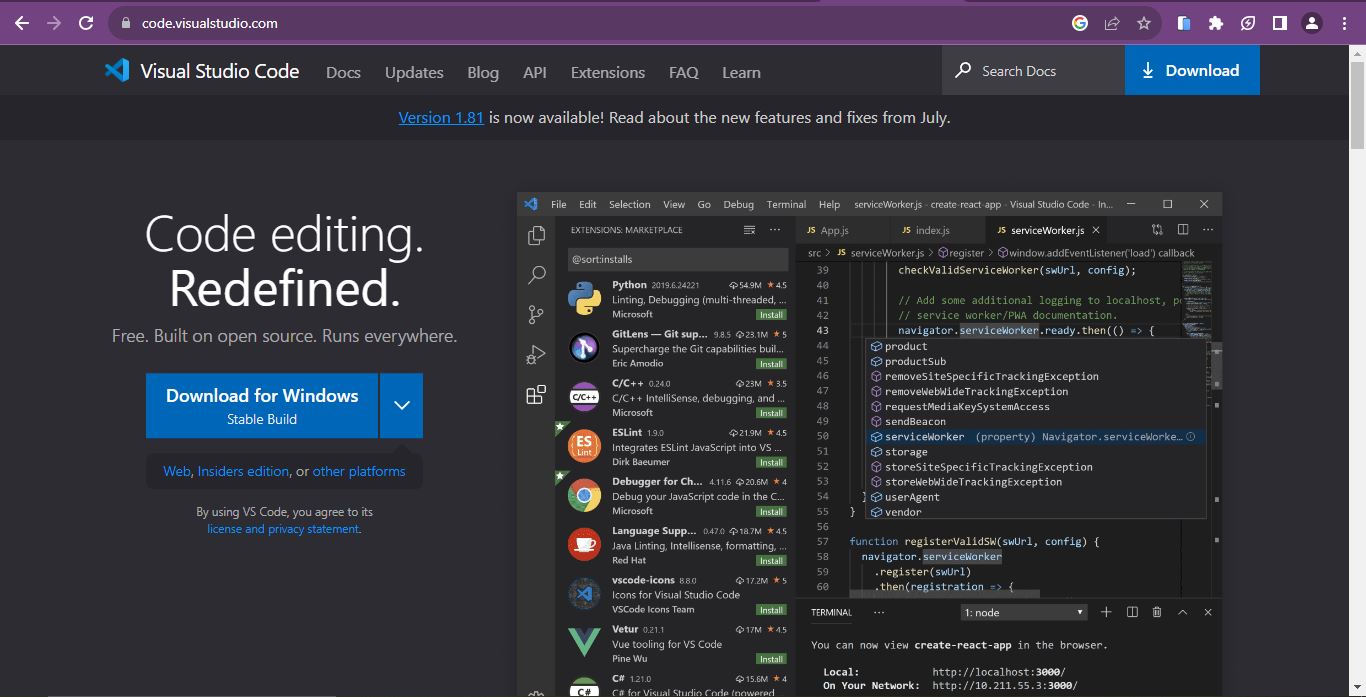 code.visualstudio.com
Visual Studio Code Docs Updates Blog API Extensions FAQ Learn Search Docs Download
Version 1.81 is now available! Read about the new features and fixes from July.
Code editing.
Redefined.
Free. Built on open source. Runs everywhere.
Download for Windows
Stable Build
Web, Insiders edition, or other platforms
By using VS Code, you agree to its
license and privacy statement.
File Edit Selection View Go Debug Terminal Help serviceWorker.js - create-react-app - Visual Studio Code - In...
EXTENSIONS: MARKETPLACE
@sort:installs
Python 2019.6.24221 54.9M ★ 4.5
Linting, Debugging (multi-threaded, ...
Microsoft Install
GitLens — Git sup... 9.8.5 23.1M ★ 5
Supercharge the Git capabilities buil...
Eric Amodio Install
C/C++
C/C++ 0.24.0 23M ★ 3.5
C/C++ IntelliSense, debugging, and ...
Microsoft Install
ES
Lint
ESLint 1.9.0 21.9M ★ 4.5
Integrates ESLint JavaScript into VS ...
Dirk Baeumer Install
Debugger for Ch... 4.11.6 20.6M ★ 4
Debug your JavaScript code in the C...
Microsoft Install
Language Supp... 0.47.0 18.7M ★ 4.5
Java Linting, Intellisense, formatting, ...
Red Hat Install
vscode-icons 8.8.0 17.2M ★ 5
Icons for Visual Studio Code
VSCode Icons Team Install
Vetur 0.21.1 17M ★ 4.5
Vue tooling for VS Code
Pine Wu Install
C#
C# 1.21.0 15.6M ★ 4
C# for Visual Studio Code (powered
JS App.js JS index.js JS serviceWorker.js
src > JS serviceWorker.js > register > window.addEventListener('load') callback
39 checkValidServiceWorker(swUrl, config);
40
41 // Add some additional logging to localhost, p
42 // service worker/PWA documentation.
43 navigator.serviceWorker.ready.then(() => {
44 product
45 productSub
46 removeSiteSpecificTrackingException
47 removeWebWideTrackingException
48 requestMediaKeySystemAccess
49 sendBeacon
50 serviceWorker (property) Navigator.serviceWorke...
51 storage
52 storeSiteSpecificTrackingException
53 storeWebWideTrackingException
54 } userAgent
55 } vendor
56
57 function registerValidSW(swUrl, config) {
58 navigator.serviceWorker
59 .register(swUrl)
60 .then(registration => {
TERMINAL ... 1: node
You can now view create-react-app in the browser.
Local: http://localhost:3000/
On Your Network: http://10.211.55.3:3000/